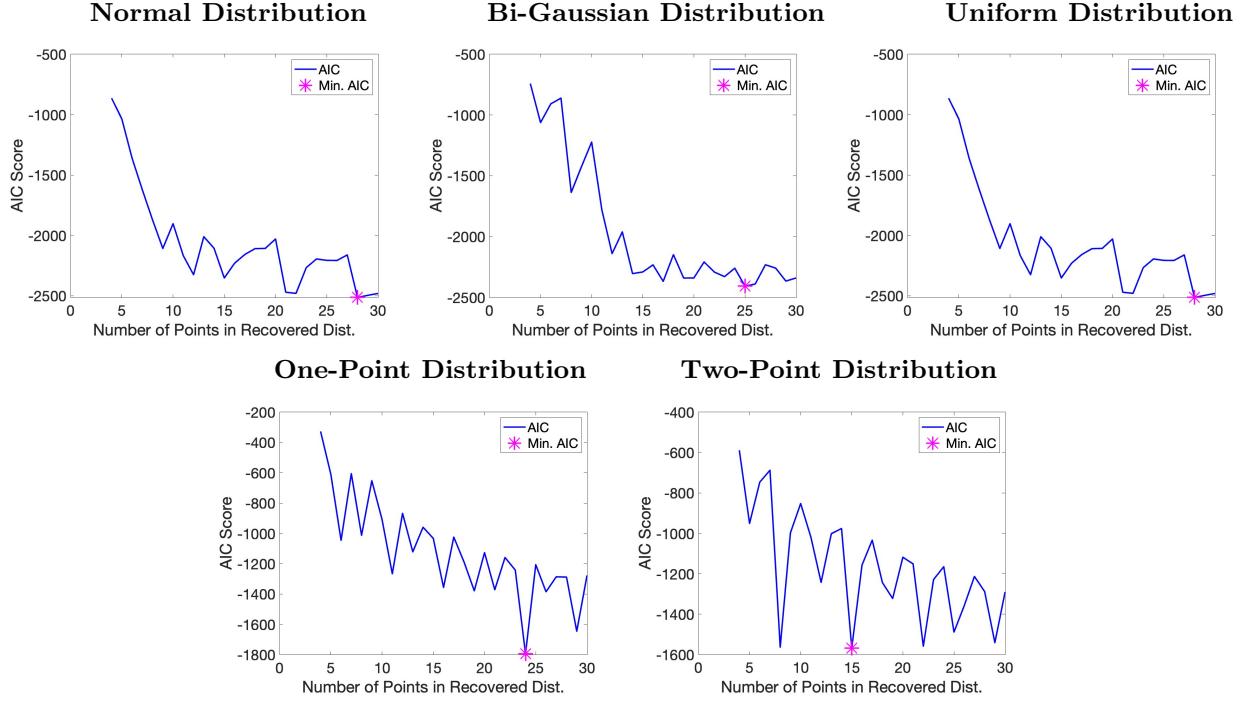 Normal Distribution
Bi-Gaussian Distribution
Uniform Distribution
-500
-1000
-1500
-2000
-2500
AIC Score
0 5 10 15 20 25 30
Number of Points in Recovered Dist.
AIC
Min. AIC
-500
-1000
-1500
-2000
-2500
AIC Score
0 5 10 15 20 25 30
Number of Points in Recovered Dist.
AIC
Min. AIC
-500
-1000
-1500
-2000
-2500
AIC Score
0 5 10 15 20 25 30
Number of Points in Recovered Dist.
AIC
Min. AIC
One-Point Distribution
Two-Point Distribution
-200
-400
-600
-800
-1000
-1200
-1400
-1600
-1800
AIC Score
0 5 10 15 20 25 30
Number of Points in Recovered Dist.
AIC
Min. AIC
-400
-600
-800
-1000
-1200
-1400
-1600
AIC Score
0 5 10 15 20 25 30
Number of Points in Recovered Dist.
AIC
Min. AIC